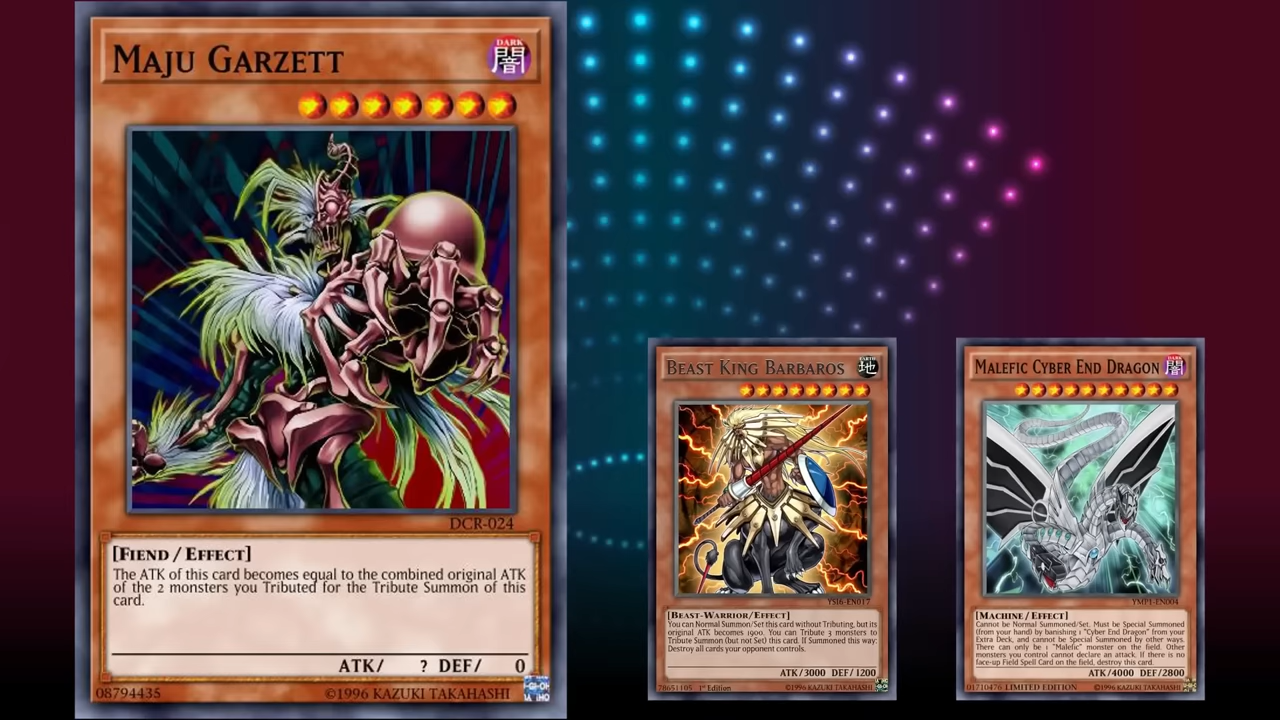 MAJU GARZETT
DARK
闇
DCR-024
[FIEND / EFFECT]
The ATK of this card becomes equal to the combined original ATK
of the 2 monsters you Tributed for the Tribute Summon of this
card.
ATK/ ? DEF/ 0
08794435
©1996 KAZUKI TAKAHASHI
BEAST KING BARBAROS
EARTH
地
YSI6-EN017
[BEAST-WARRIOR/EFFECT]
You can Normal Summon/Set this card without Tributing, but its
original ATK becomes 1900. You can Tribute 3 monsters to
Tribute Summon (but not Set) this card. If Summoned this way:
Destroy all cards your opponent controls.
ATK/3000 DEF/1200
78651105
1st Edition
©1996 KAZUKI TAKAHASHI
MALEFIC CYBER END DRAGON
DARK
闇
YMP1-EN004
[MACHINE / EFFECT]
Cannot be Normal Summoned/Set. Must be Special Summoned
(from your hand) by banishing 1 "Cyber End Dragon" from your
Extra Deck, and cannot be Special Summoned by other ways.
There can only be 1 "Malefic" monster on the field. Other
monsters you control cannot declare an attack. If there is no
face-up Field Spell Card on the field, destroy this card.
ATK/4000 DEF/2800
01710476
LIMITED EDITION
©1996 KAZUKI TAKAHASHI